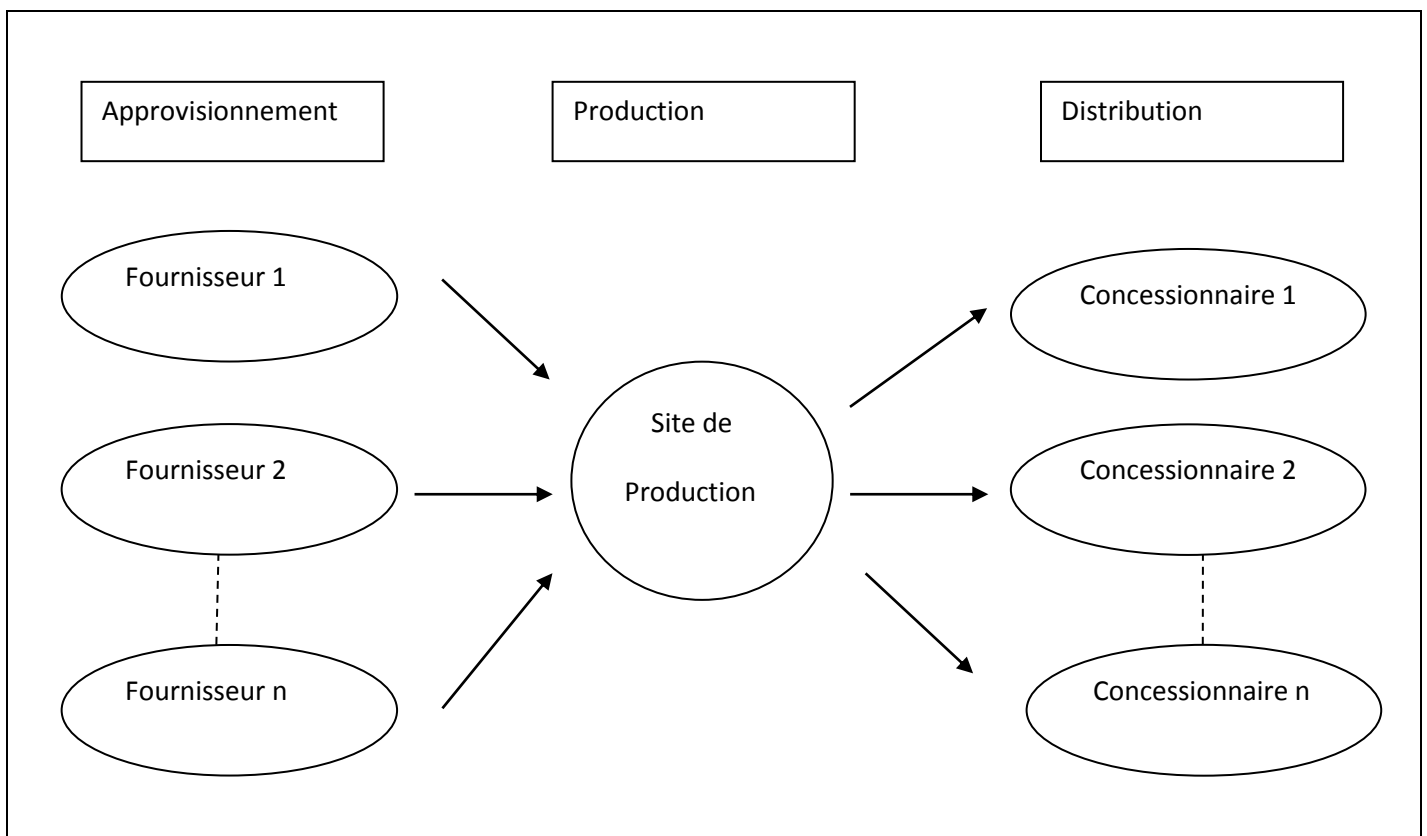 Approvisionnement
Production
Distribution
Fournisseur 1
Concessionnaire 1
Site de
Production
Fournisseur 2
Concessionnaire 2
Fournisseur n
Concessionnaire n